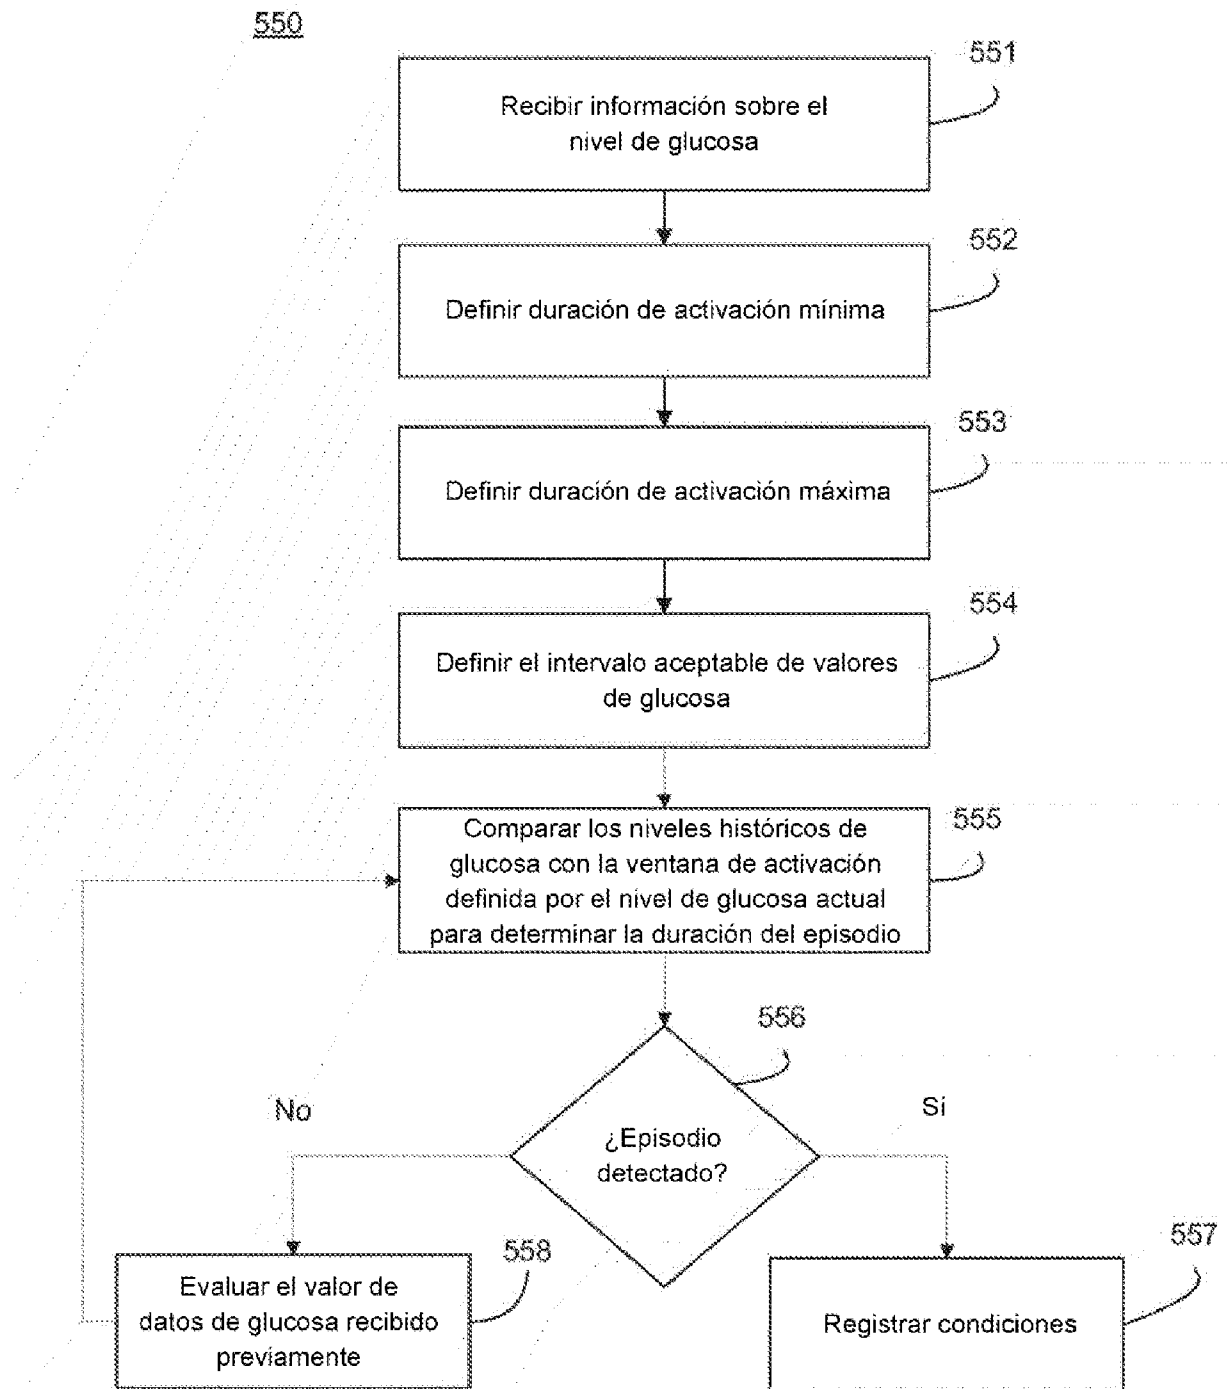 550
551
Recibir información sobre el
nivel de glucosa
552
Definir duración de activación mínima
553
Definir duración de activación máxima
554
Definir el intervalo aceptable de valores
de glucosa
555
Comparar los niveles históricos de
glucosa con la ventana de activación
definida por el nivel de glucosa actual
para determinar la duración del episodio
556
No
Sí
¿Episodio
detectado?
558
557
Evaluar el valor de
datos de glucosa recibido
previamente
Registrar condiciones